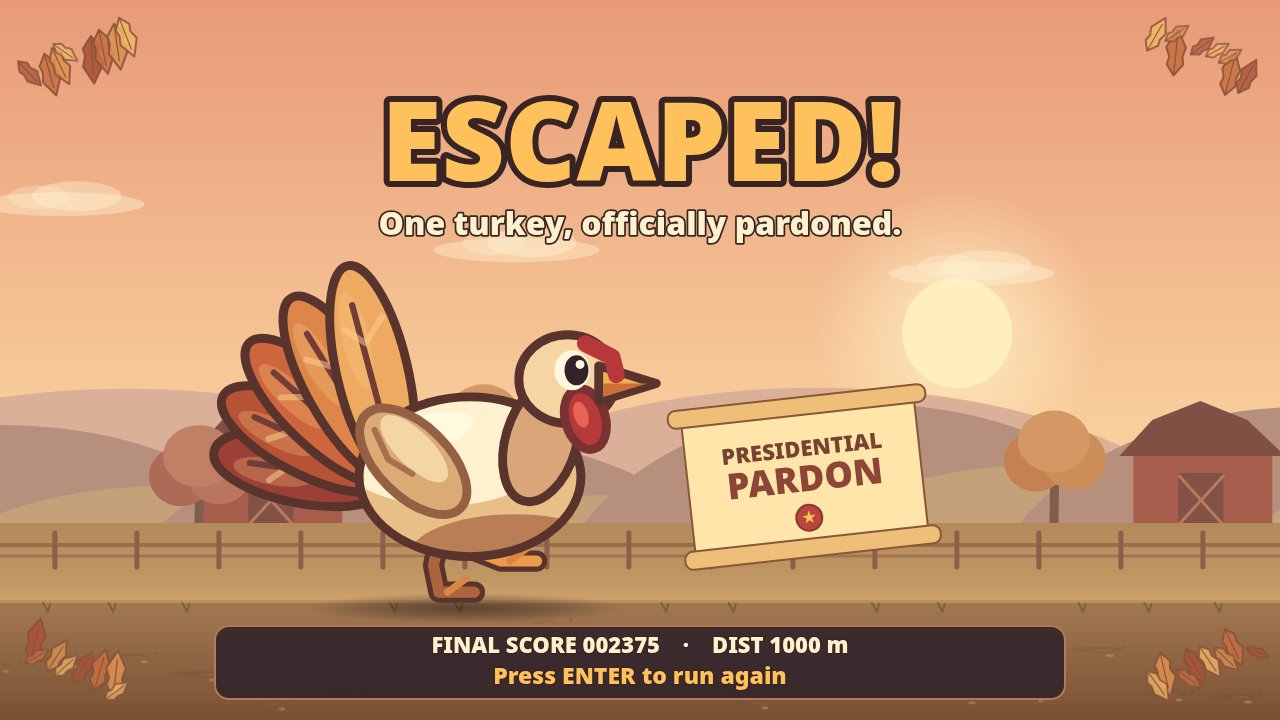 ESCAPED!
One turkey, officially pardoned.
PRESIDENTIAL
PARDON
FINAL SCORE 002375 · DIST 1000 m
Press ENTER to run again